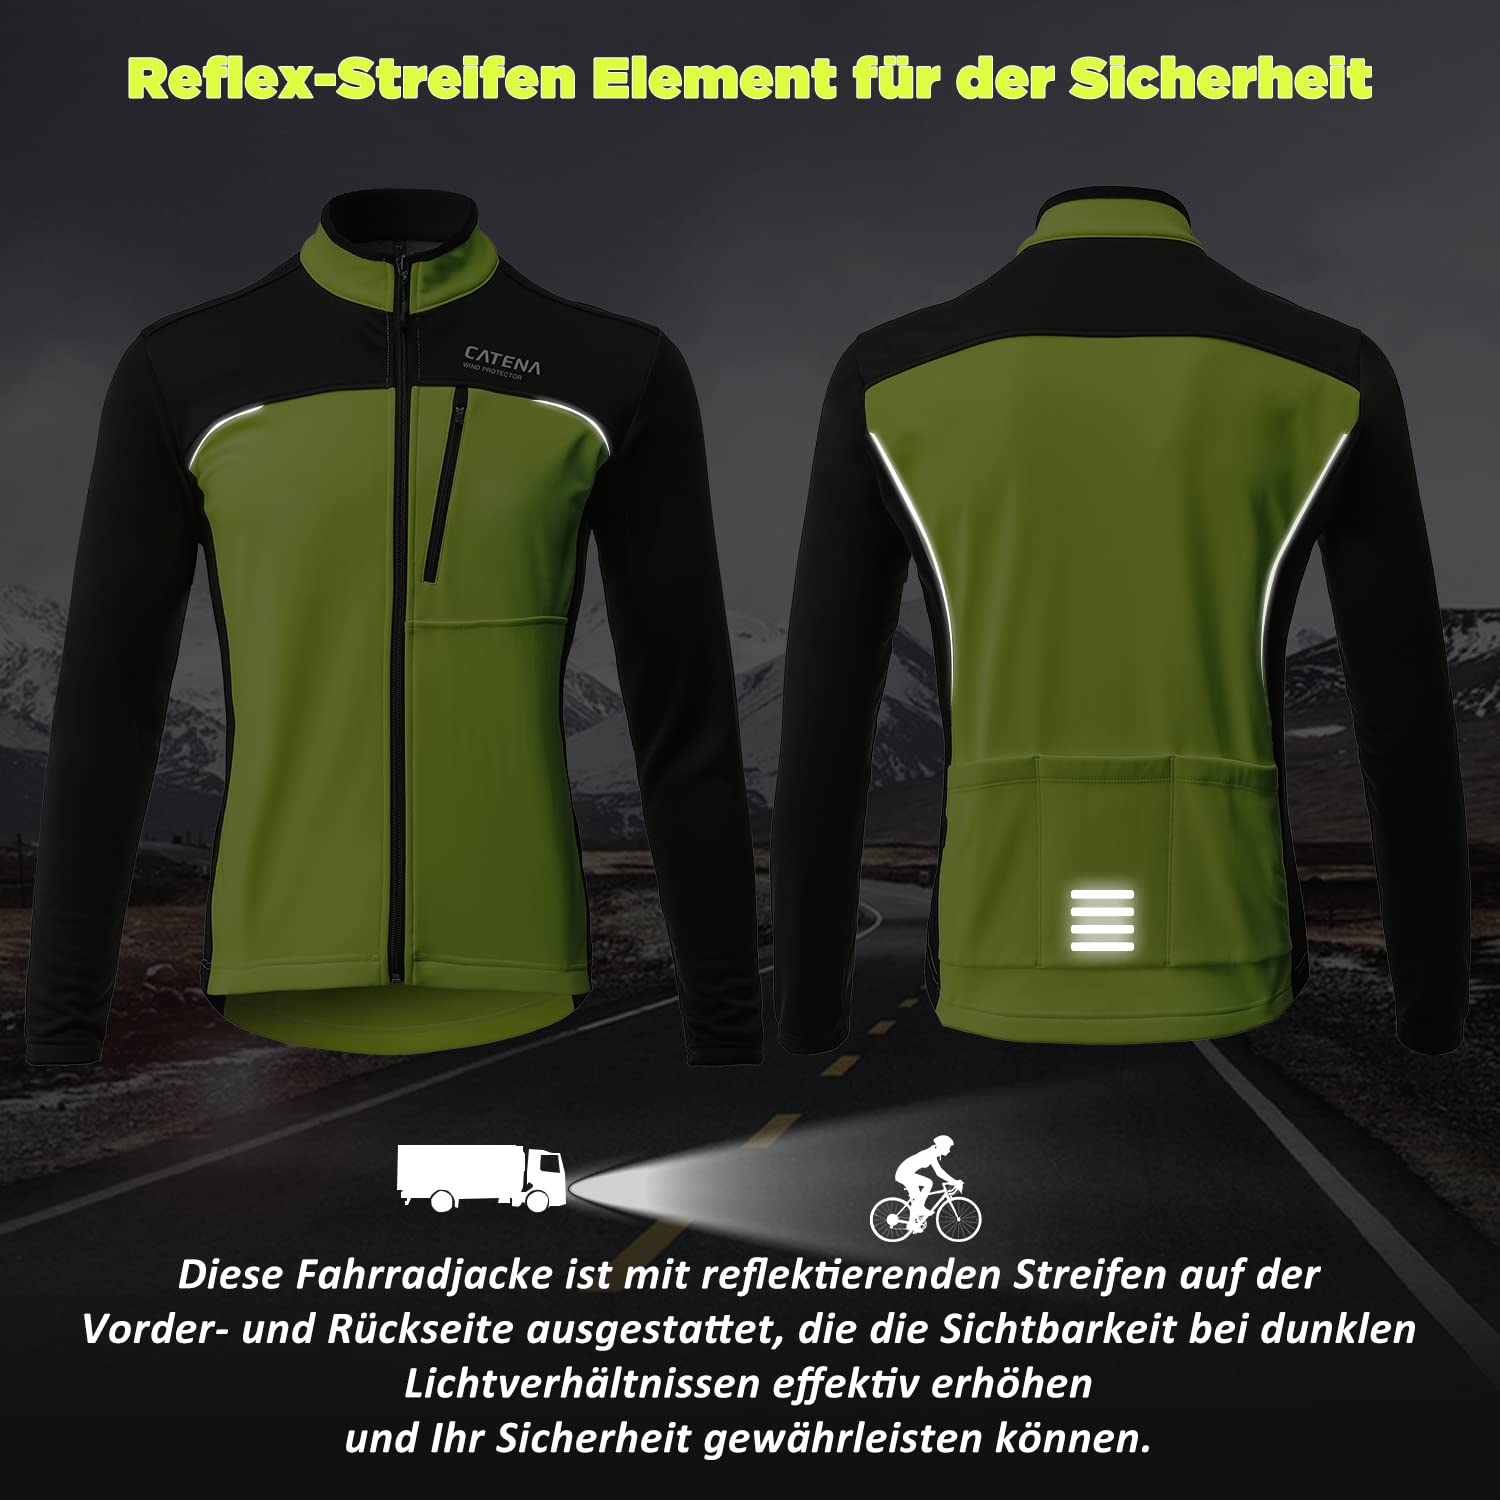 Reflex-Streifen Element für der Sicherheit
CATENA
WIND PROTECTOR
Diese Fahrradjacke ist mit reflektierenden Streifen auf der
Vorder- und Rückseite ausgestattet, die die Sichtbarkeit bei dunklen
Lichtverhältnissen effektiv erhöhen
und Ihr Sicherheit gewährleisten können.